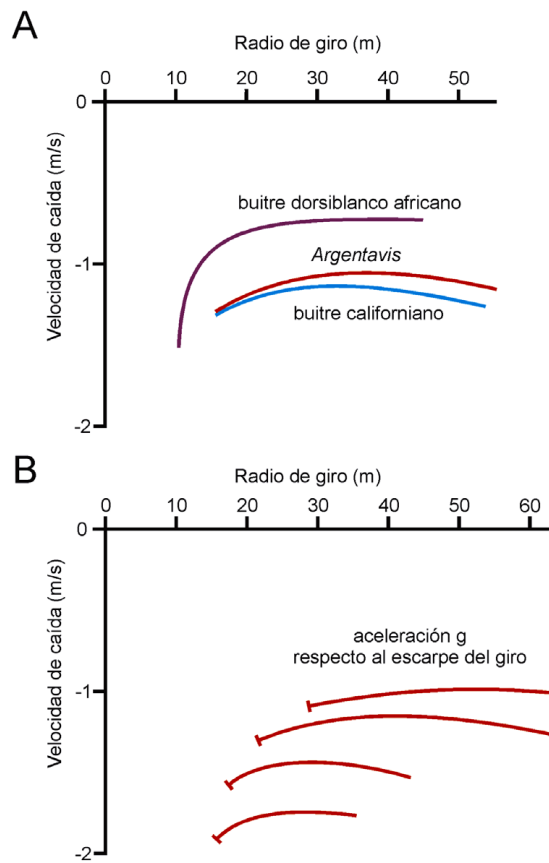 A
Radio de giro (m)
0 10 20 30 40 50
Velocidad de caída (m/s)
0
-1
-2
buitre dorsiblanco africano
Argentavis
buitre californiano
B
Radio de giro (m)
0 10 20 30 40 50 60
Velocidad de caída (m/s)
0
-1
-2
aceleración g
respecto al escarpe del giro